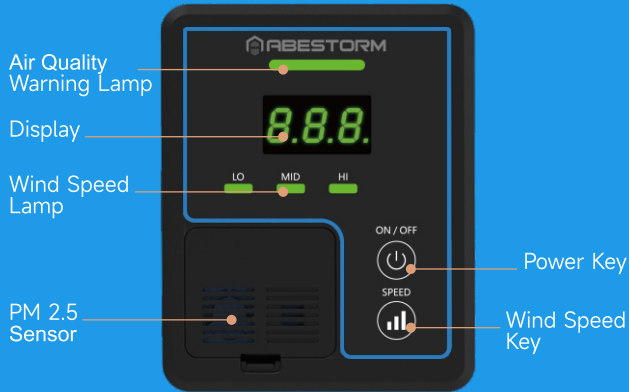 ABESTORM
Air Quality
Warning Lamp
8.8.8.
Display
LO MID HI
Wind Speed
Lamp
ON / OFF
Power Key
SPEED
PM 2.5
Sensor
Wind Speed
Key